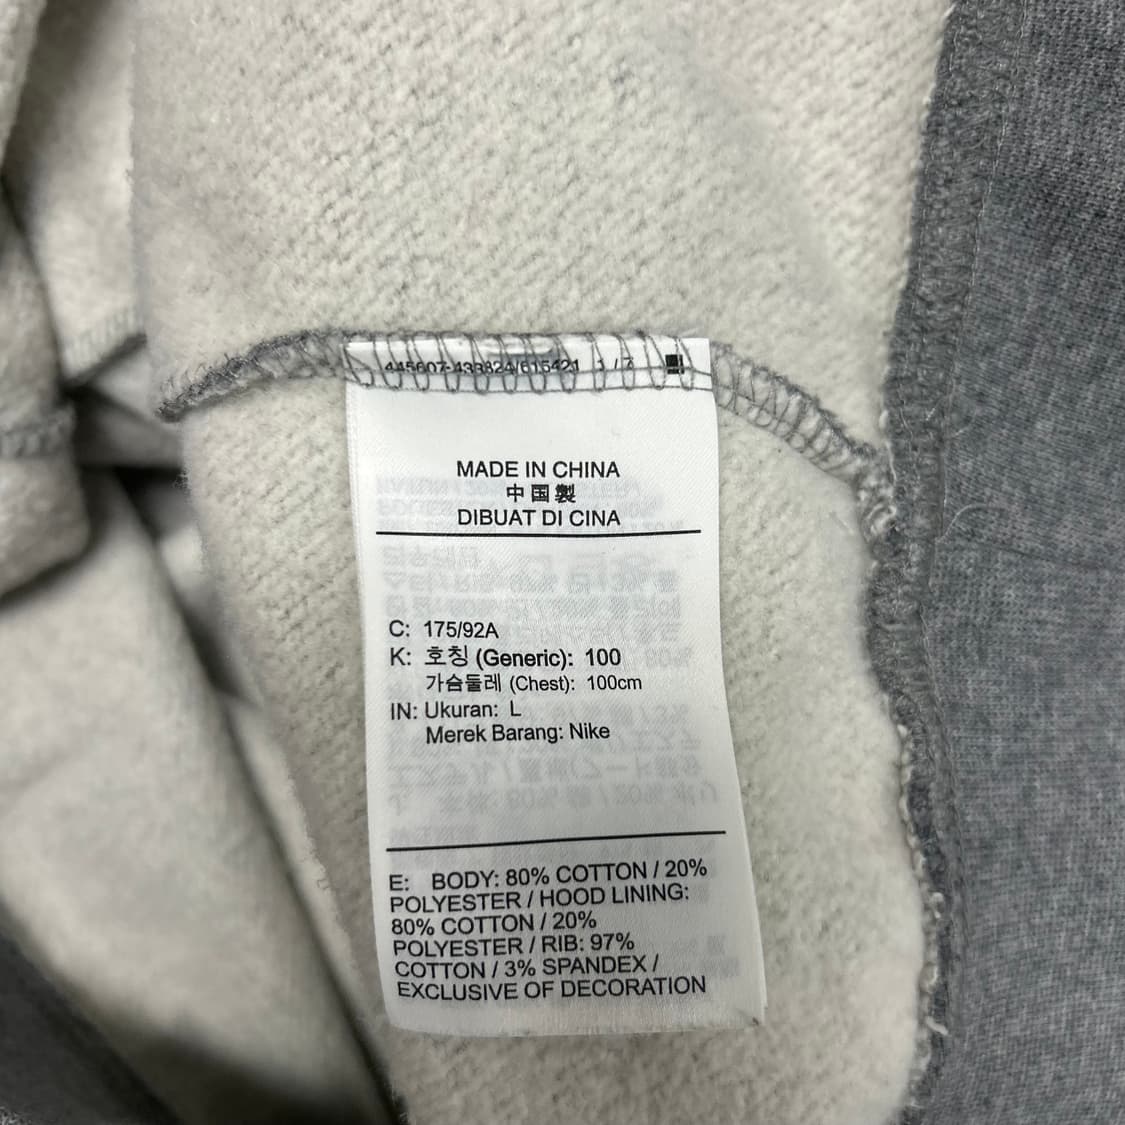 445607-433824/615421 1 / 7
MADE IN CHINA
中国製
DIBUAT DI CINA
C: 175/92A
K: 호칭 (Generic): 100
가슴둘레 (Chest): 100cm
IN: Ukuran: L
Merek Barang: Nike
E: BODY: 80% COTTON / 20%
POLYESTER / HOOD LINING:
80% COTTON / 20%
POLYESTER / RIB: 97%
COTTON / 3% SPANDEX /
EXCLUSIVE OF DECORATION